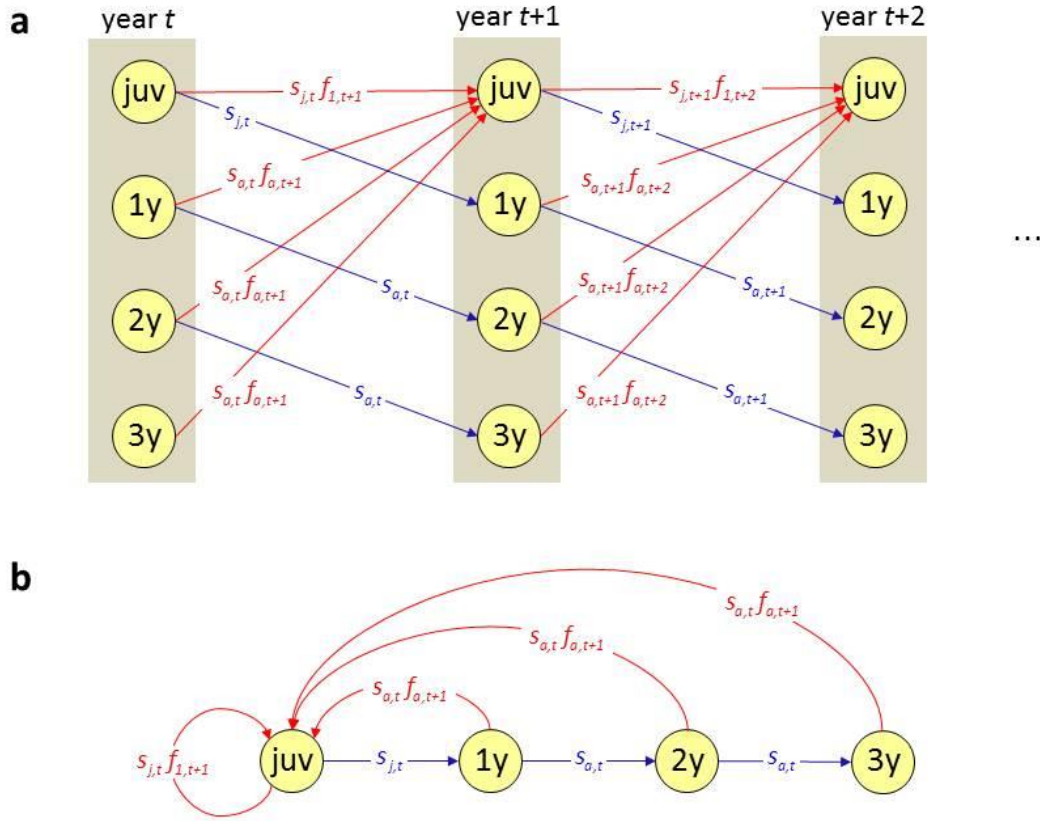 a year t year t+1 year t+2
juv s_{j,t} f_{1,t+1} juv s_{j,t+1} f_{1,t+2} juv
s_{j,t} s_{j,t+1}
s_{a,t} f_{a,t+1} s_{a,t+1} f_{a,t+2}
1y 1y 1y
...
s_{a,t} f_{a,t+1} s_{a,t} s_{a,t+1} f_{a,t+2} s_{a,t+1}
2y 2y 2y
s_{a,t} f_{a,t+1} s_{a,t} s_{a,t+1} f_{a,t+2} s_{a,t+1}
3y 3y 3y
b
s_{a,t} f_{a,t+1}
s_{a,t} f_{a,t+1}
s_{a,t} f_{a,t+1}
s_{j,t} f_{1,t+1} juv s_{j,t} 1y s_{a,t} 2y s_{a,t} 3y